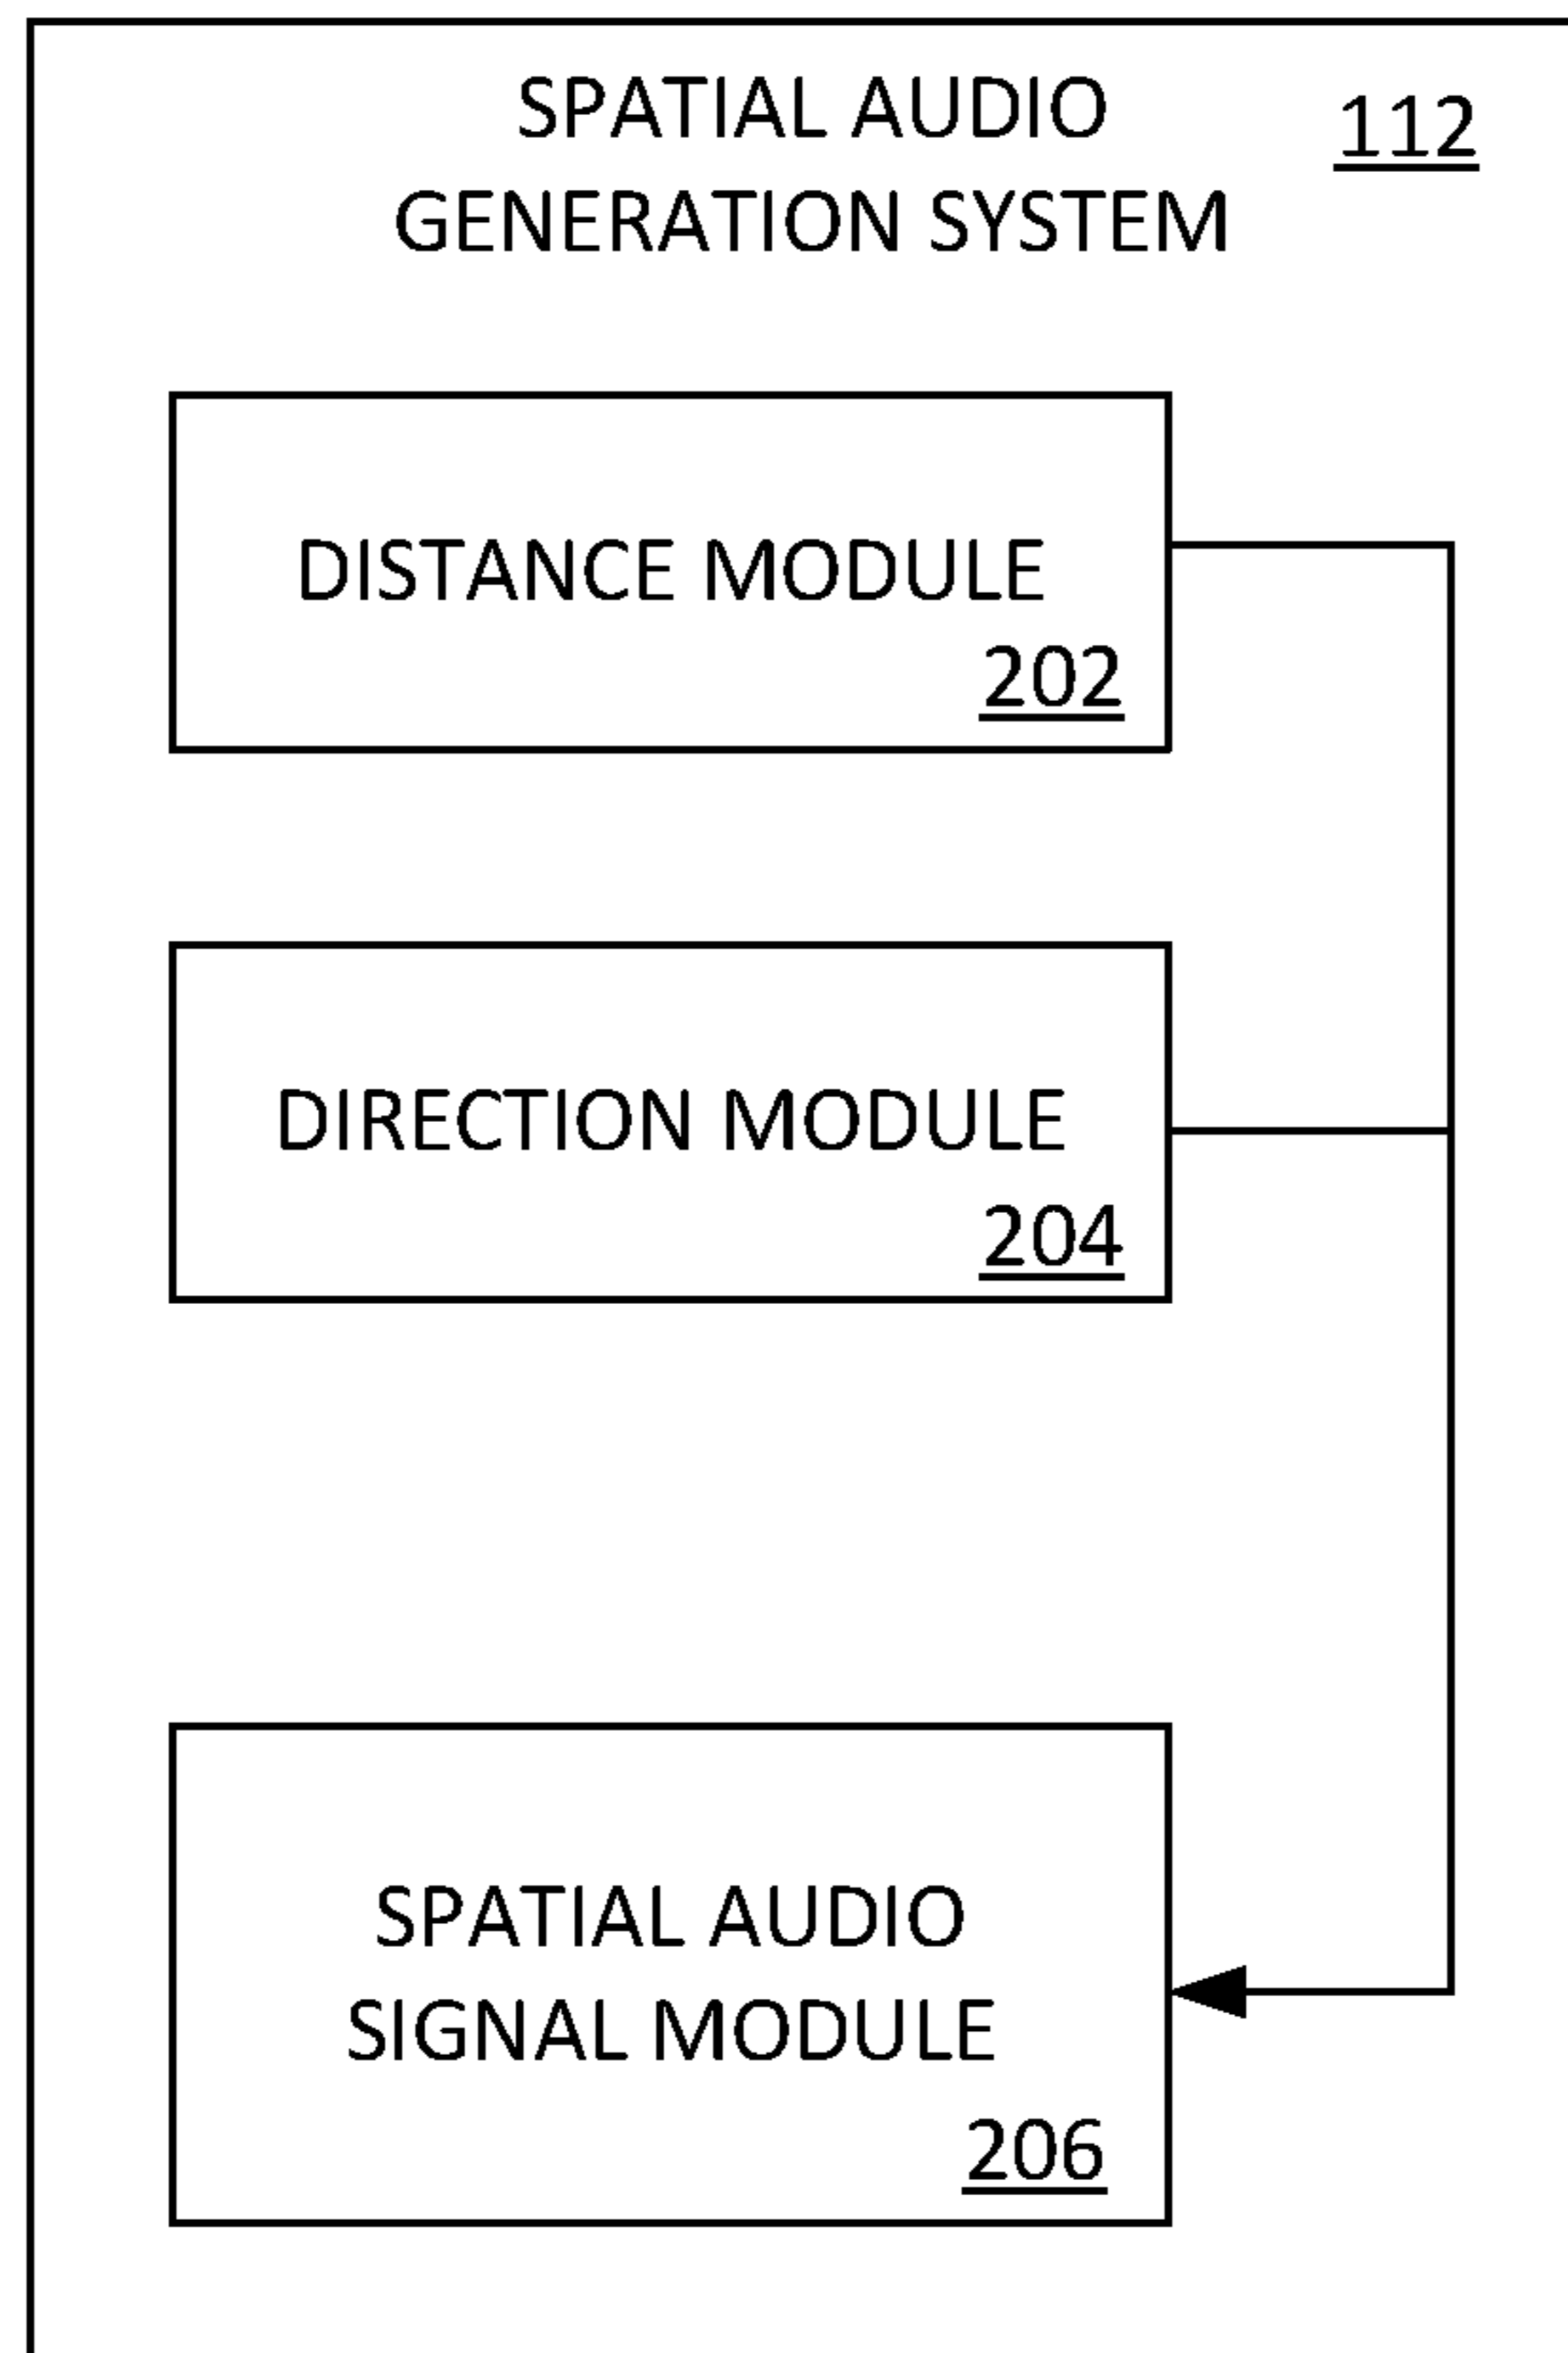 SPATIAL AUDIO
GENERATION SYSTEM
112
DISTANCE MODULE
202
DIRECTION MODULE
204
SPATIAL AUDIO
SIGNAL MODULE
206